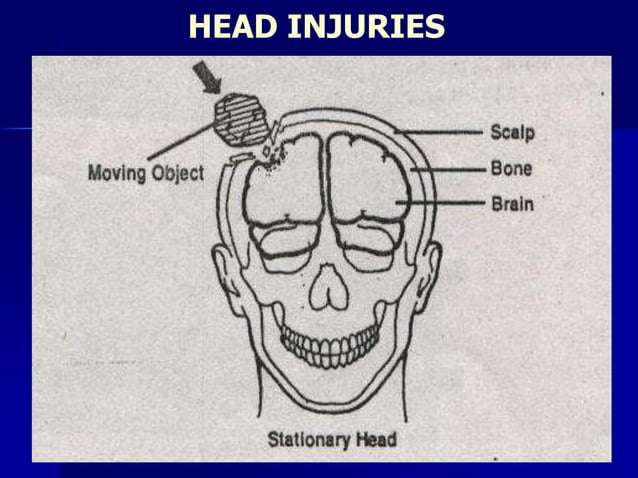 HEAD INJURIES
Scalp
Moving Object
Bone
Brain
Stationary Head